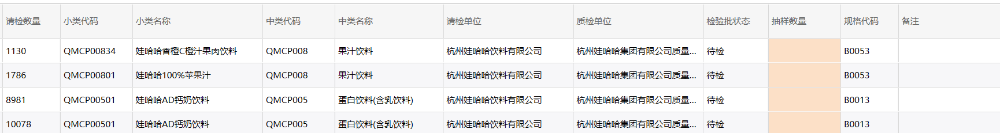 请检数量 小类代码 小类名称 中类代码 中类名称 请检单位 质检单位 检验批状态 抽样数量 规格代码 备注
1130 QMCP00834 娃哈哈香橙C橙汁果肉饮料 QMCP008 果汁饮料 杭州娃哈哈饮料有限公司 杭州娃哈哈集团有限公司质量... 待检 B0053
1786 QMCP00801 娃哈哈100%苹果汁 QMCP008 果汁饮料 杭州娃哈哈饮料有限公司 杭州娃哈哈集团有限公司质量... 待检 B0053
8981 QMCP00501 娃哈哈AD钙奶饮料 QMCP005 蛋白饮料(含乳饮料) 杭州娃哈哈饮料有限公司 杭州娃哈哈集团有限公司质量... 待检 B0013
10078 QMCP00501 娃哈哈AD钙奶饮料 QMCP005 蛋白饮料(含乳饮料) 杭州娃哈哈饮料有限公司 杭州娃哈哈集团有限公司质量... 待检 B0013